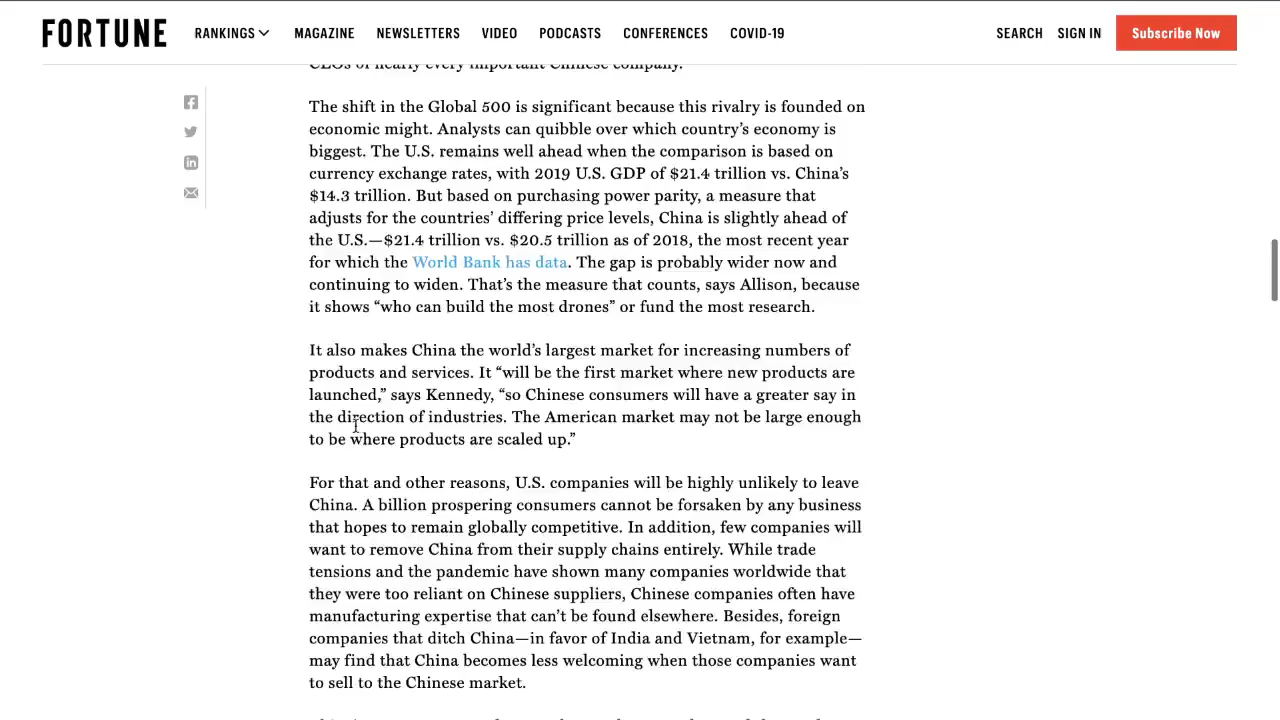 FORTUNE RANKINGS MAGAZINE NEWSLETTERS VIDEO PODCASTS CONFERENCES COVID-19 SEARCH SIGN IN Subscribe Now
CEOs of nearly every important Chinese company.
The shift in the Global 500 is significant because this rivalry is founded on
economic might. Analysts can quibble over which country’s economy is
biggest. The U.S. remains well ahead when the comparison is based on
currency exchange rates, with 2019 U.S. GDP of $21.4 trillion vs. China’s
$14.3 trillion. But based on purchasing power parity, a measure that
adjusts for the countries’ differing price levels, China is slightly ahead of
the U.S.—$21.4 trillion vs. $20.5 trillion as of 2018, the most recent year
for which the World Bank has data. The gap is probably wider now and
continuing to widen. That’s the measure that counts, says Allison, because
it shows “who can build the most drones” or fund the most research.
It also makes China the world’s largest market for increasing numbers of
products and services. It “will be the first market where new products are
launched,” says Kennedy, “so Chinese consumers will have a greater say in
the direction of industries. The American market may not be large enough
to be where products are scaled up.”
For that and other reasons, U.S. companies will be highly unlikely to leave
China. A billion prospering consumers cannot be forsaken by any business
that hopes to remain globally competitive. In addition, few companies will
want to remove China from their supply chains entirely. While trade
tensions and the pandemic have shown many companies worldwide that
they were too reliant on Chinese suppliers, Chinese companies often have
manufacturing expertise that can’t be found elsewhere. Besides, foreign
companies that ditch China—in favor of India and Vietnam, for example—
may find that China becomes less welcoming when those companies want
to sell to the Chinese market.